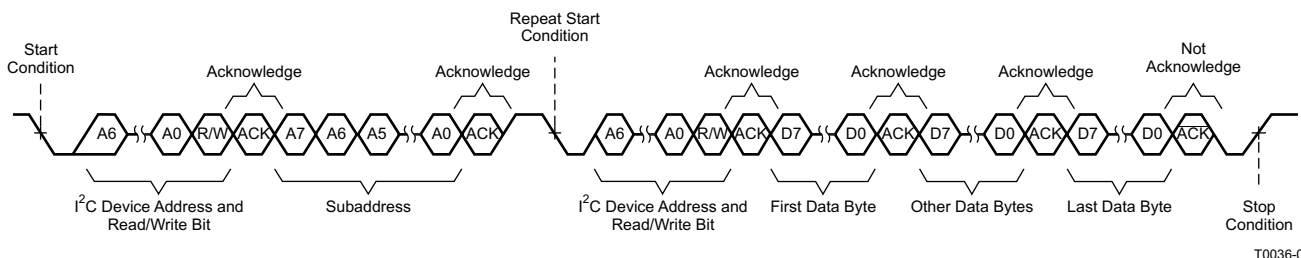 Repeat Start
Condition
Start
Condition
Not
Acknowledge
Acknowledge
Acknowledge
Acknowledge
Acknowledge
Acknowledge
A6 A0 R/W ACK A7 A6 A5 A0 ACK A6 A0 R/W ACK D7 D0 ACK D7 D0 ACK D7 D0 ACK
I²C Device Address and
Read/Write Bit
Subaddress
I²C Device Address and
Read/Write Bit
First Data Byte
Other Data Bytes
Last Data Byte
Stop
Condition
T0036-0